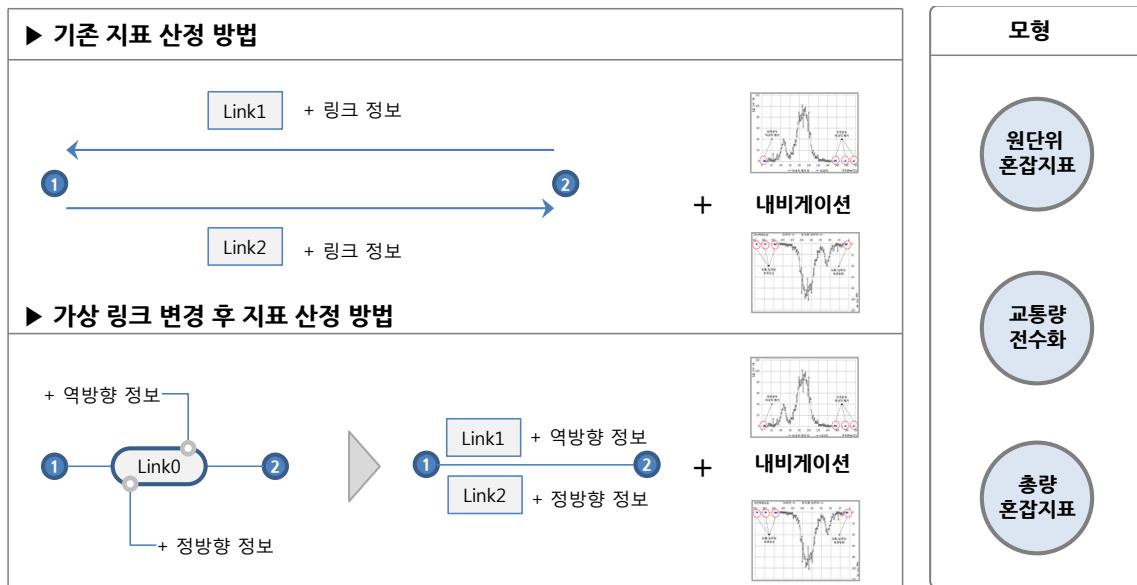 ▶ 기존 지표 산정 방법
Link1
+ 링크 정보
1
2
Link2
+ 링크 정보
+
내비게이션
▶ 가상 링크 변경 후 지표 산정 방법
+ 역방향 정보
1
Link0
2
+ 정방향 정보
Link1
+ 역방향 정보
1
2
Link2
+ 정방향 정보
+
내비게이션
모형
원단위
혼잡지표
교통량
전수화
총량
혼잡지표